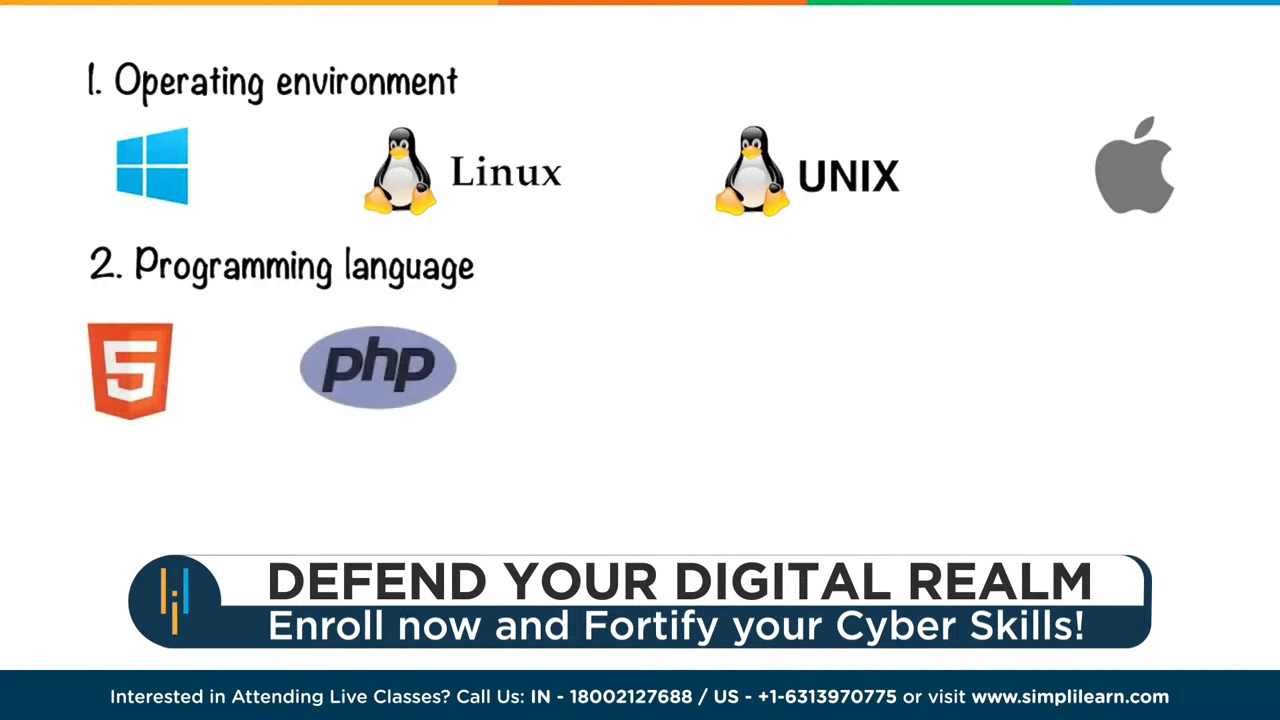 1. Operating environment
Linux
UNIX
2. Programming language
5
php
DEFEND YOUR DIGITAL REALM
Enroll now and Fortify your Cyber Skills!
Interested in Attending Live Classes? Call Us: IN - 18002127688 / US - +1-6313970775 or visit www.simplilearn.com